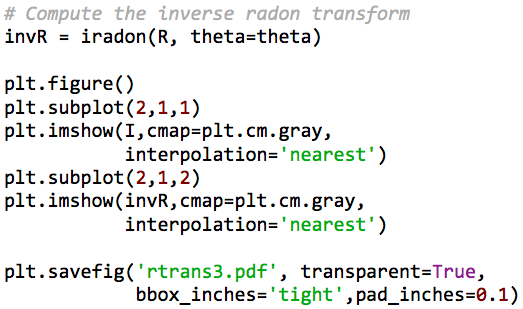 # Compute the inverse radon transform
invR = iradon(R, theta=theta)

plt.figure()
plt.subplot(2,1,1)
plt.imshow(I,cmap=plt.cm.gray,
           interpolation='nearest')
plt.subplot(2,1,2)
plt.imshow(invR,cmap=plt.cm.gray,
           interpolation='nearest')

plt.savefig('rtrans3.pdf', transparent=True,
            bbox_inches='tight',pad_inches=0.1)